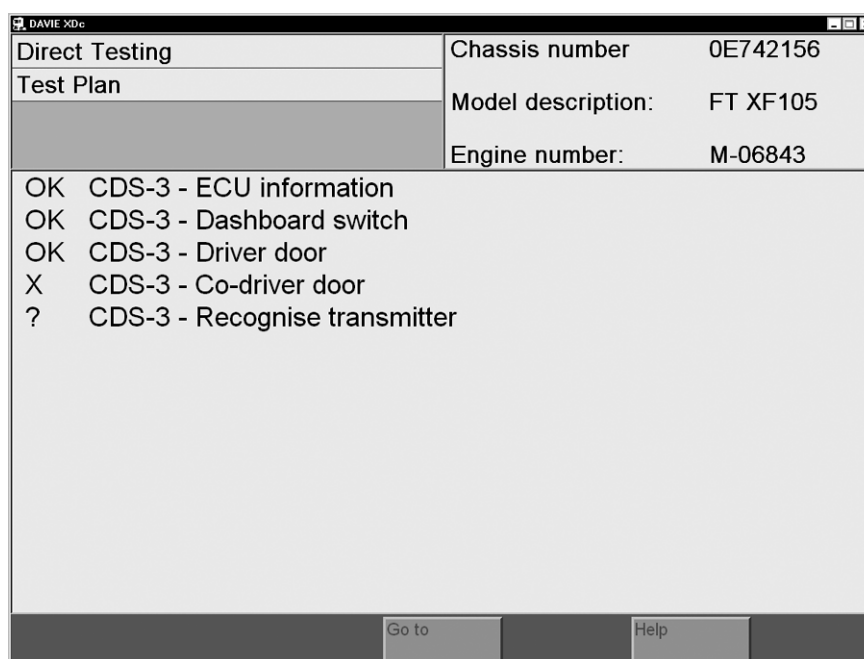 DAVIE XDc
Direct Testing
Test Plan
Chassis number 0E742156
Model description: FT XF105
Engine number: M-06843
OK CDS-3 - ECU information
OK CDS-3 - Dashboard switch
OK CDS-3 - Driver door
X CDS-3 - Co-driver door
? CDS-3 - Recognise transmitter
Go to
Help